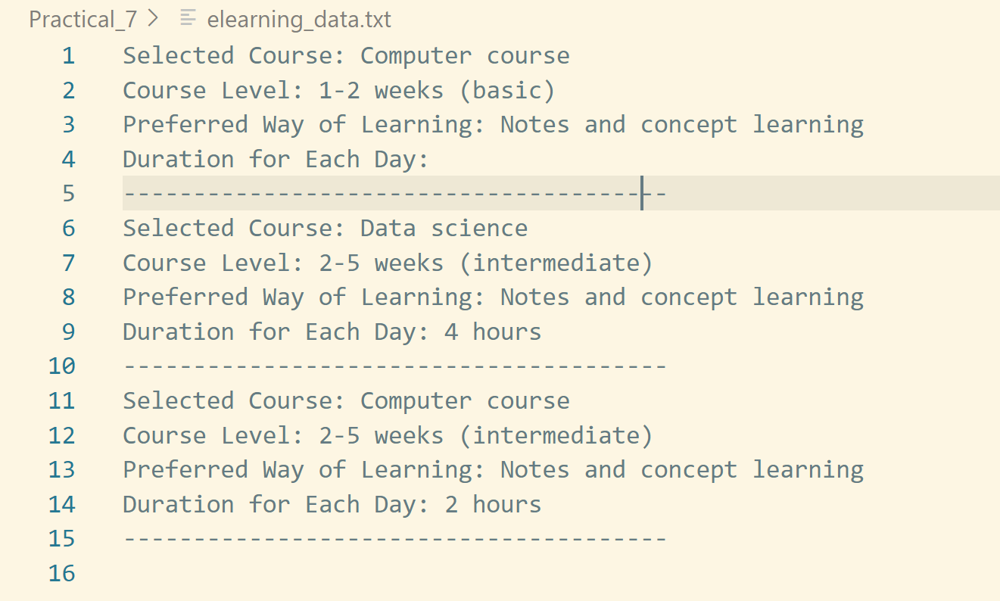 Practical_7 > elearning_data.txt
1 Selected Course: Computer course
2 Course Level: 1-2 weeks (basic)
3 Preferred Way of Learning: Notes and concept learning
4 Duration for Each Day:
5 ---------------------------------------
6 Selected Course: Data science
7 Course Level: 2-5 weeks (intermediate)
8 Preferred Way of Learning: Notes and concept learning
9 Duration for Each Day: 4 hours
10 ---------------------------------------
11 Selected Course: Computer course
12 Course Level: 2-5 weeks (intermediate)
13 Preferred Way of Learning: Notes and concept learning
14 Duration for Each Day: 2 hours
15 ---------------------------------------
16